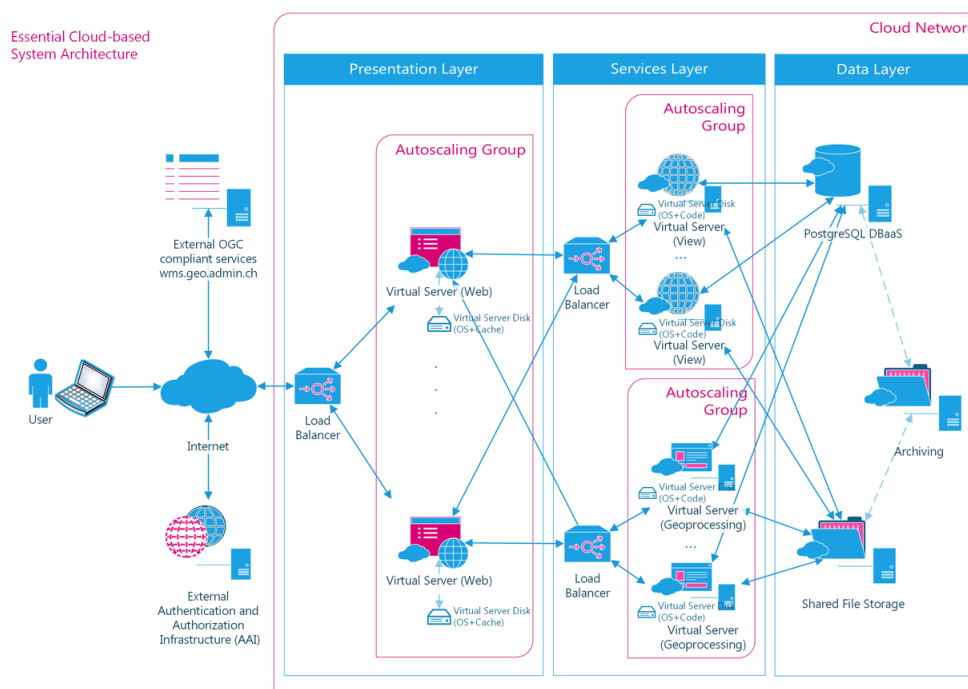 Essential Cloud-based
System Architecture
Cloud Network
Presentation Layer
Services Layer
Data Layer
External OGC
compliant services
wms.geo.admin.ch
User
Internet
External
Authentication and
Authorization
Infrastructure (AAI)
Load
Balancer
Autoscaling Group
Virtual Server (Web)
Virtual Server Disk
(OS+Cache)
.
.
.
Virtual Server (Web)
Virtual Server Disk
(OS+Cache)
Load
Balancer
Load
Balancer
Autoscaling
Group
Virtual Server Disk
(OS+Code)
Virtual Server
(View)
...
Virtual Server Disk
(OS+Code)
Virtual Server
(View)
Autoscaling
Group
Virtual Server Disk
(OS+Code)
Virtual Server
(Geoprocessing)
...
Virtual Server Disk
(OS+Code)
Virtual Server
(Geoprocessing)
PostgreSQL DBaaS
Archiving
Shared File Storage